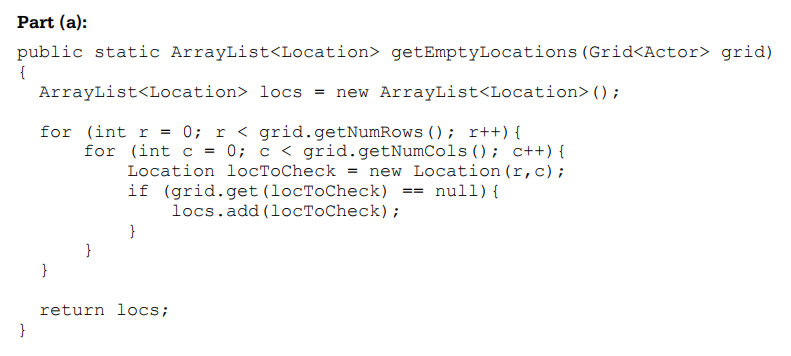 Part (a):
public static ArrayList<Location> getEmptyLocations(Grid<Actor> grid)
{
  ArrayList<Location> locs = new ArrayList<Location>();

  for (int r = 0; r < grid.getNumRows(); r++){
      for (int c = 0; c < grid.getNumCols(); c++){
          Location locToCheck = new Location(r,c);
          if (grid.get(locToCheck) == null){
              locs.add(locToCheck);
          }
      }
  }

  return locs;
}